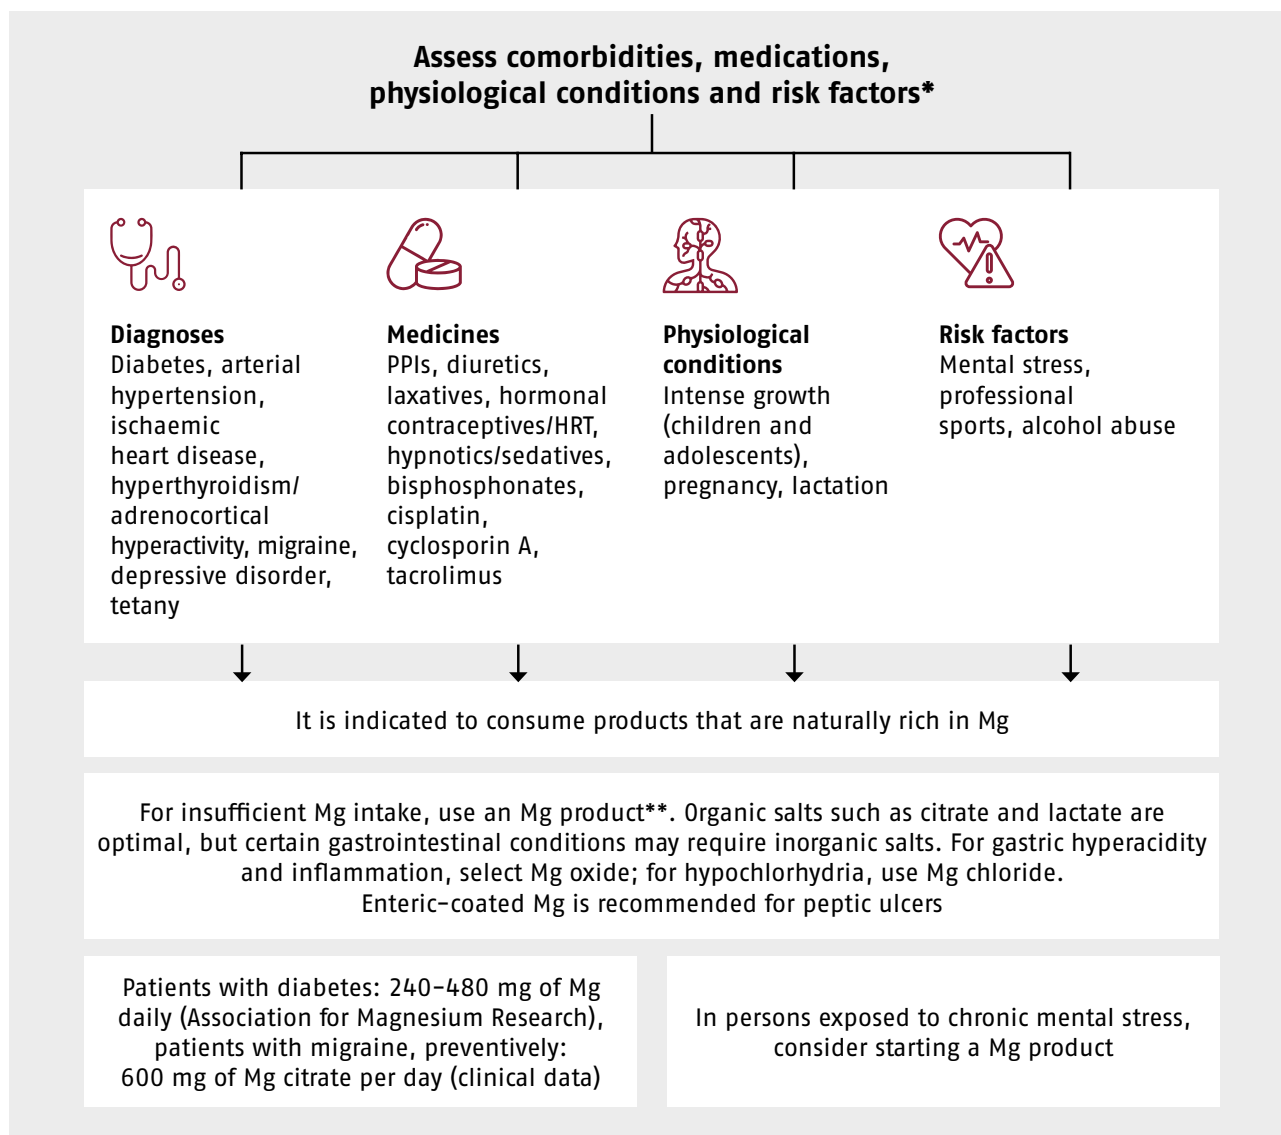 Assess comorbidities, medications,
physiological conditions and risk factors*
Diagnoses
Diabetes, arterial
hypertension,
ischaemic
heart disease,
hyperthyroidism/
adrenocortical
hyperactivity, migraine,
depressive disorder,
tetany
Medicines
PPIs, diuretics,
laxatives, hormonal
contraceptives/HRT,
hypnotics/sedatives,
bisphosphonates,
cisplatin,
cyclosporin A,
tacrolimus
Physiological
conditions
Intense growth
(children and
adolescents),
pregnancy, lactation
Risk factors
Mental stress,
professional
sports, alcohol abuse
It is indicated to consume products that are naturally rich in Mg
For insufficient Mg intake, use an Mg product**. Organic salts such as citrate and lactate are
optimal, but certain gastrointestinal conditions may require inorganic salts. For gastric hyperacidity
and inflammation, select Mg oxide; for hypochlorhydria, use Mg chloride.
Enteric-coated Mg is recommended for peptic ulcers
Patients with diabetes: 240–480 mg of Mg
daily (Association for Magnesium Research),
patients with migraine, preventively:
600 mg of Mg citrate per day (clinical data)
In persons exposed to chronic mental stress,
consider starting a Mg product